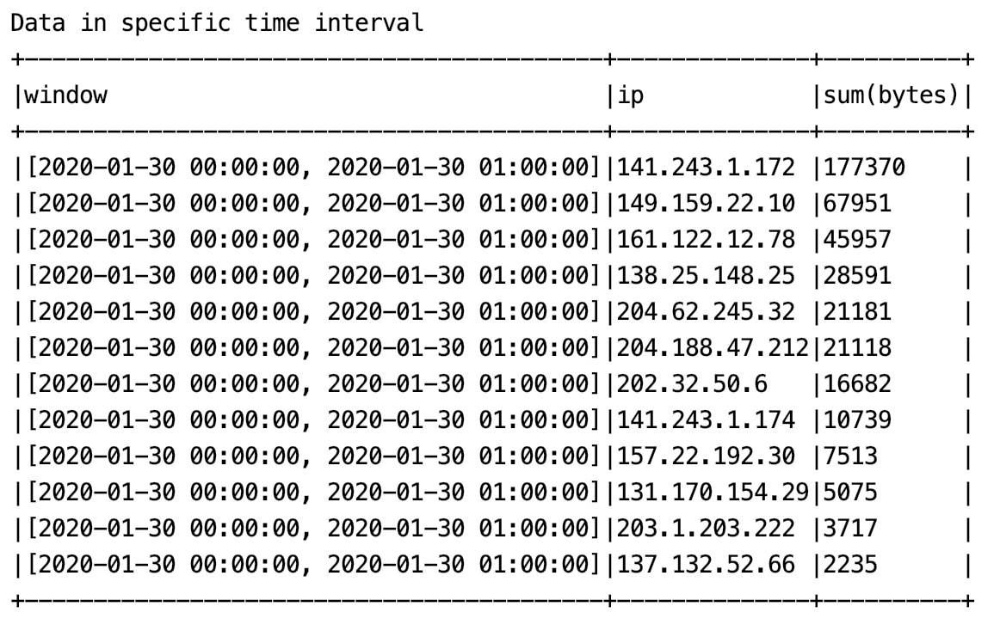 Data in specific time interval
+------------------------------------------+--------------+----------+
|window                                    |ip            |sum(bytes)|
+------------------------------------------+--------------+----------+
|[2020-01-30 00:00:00, 2020-01-30 01:00:00]|141.243.1.172 |177370    |
|[2020-01-30 00:00:00, 2020-01-30 01:00:00]|149.159.22.10 |67951     |
|[2020-01-30 00:00:00, 2020-01-30 01:00:00]|161.122.12.78 |45957     |
|[2020-01-30 00:00:00, 2020-01-30 01:00:00]|138.25.148.25 |28591     |
|[2020-01-30 00:00:00, 2020-01-30 01:00:00]|204.62.245.32 |21181     |
|[2020-01-30 00:00:00, 2020-01-30 01:00:00]|204.188.47.212|21118     |
|[2020-01-30 00:00:00, 2020-01-30 01:00:00]|202.32.50.6   |16682     |
|[2020-01-30 00:00:00, 2020-01-30 01:00:00]|141.243.1.174 |10739     |
|[2020-01-30 00:00:00, 2020-01-30 01:00:00]|157.22.192.30 |7513      |
|[2020-01-30 00:00:00, 2020-01-30 01:00:00]|131.170.154.29|5075      |
|[2020-01-30 00:00:00, 2020-01-30 01:00:00]|203.1.203.222 |3717      |
|[2020-01-30 00:00:00, 2020-01-30 01:00:00]|137.132.52.66 |2235      |
+------------------------------------------+--------------+----------+